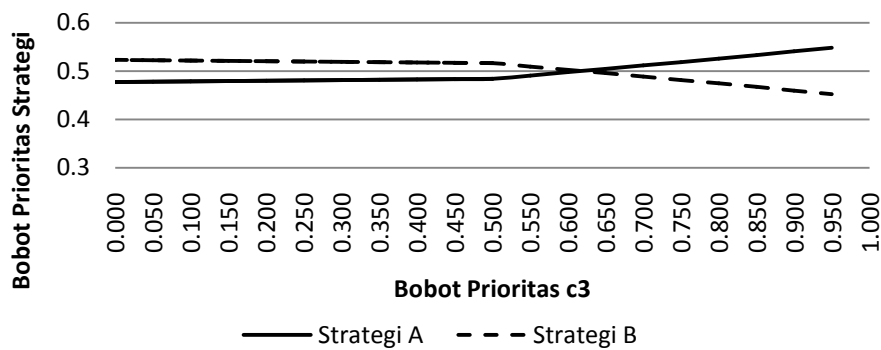 Bobot Prioritas Strategi
0.6
0.5
0.4
0.3
0.000 0.050 0.100 0.150 0.200 0.250 0.300 0.350 0.400 0.450 0.500 0.550 0.600 0.650 0.700 0.750 0.800 0.850 0.900 0.950 1.000
Bobot Prioritas c3
Strategi A Strategi B